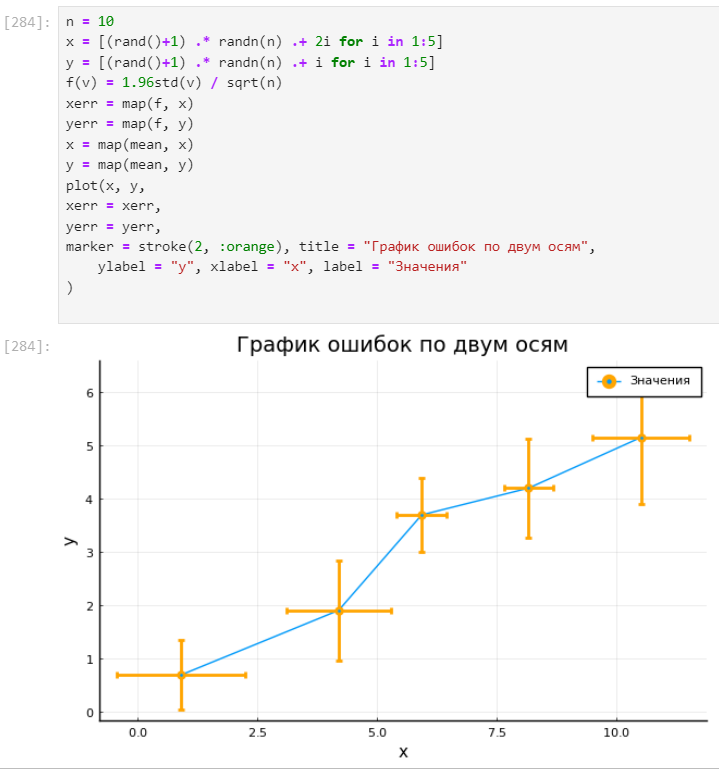 [284]:
n = 10
x = [(rand()+1) .* randn(n) .+ 2i for i in 1:5]
y = [(rand()+1) .* randn(n) .+ i for i in 1:5]
f(v) = 1.96std(v) / sqrt(n)
xerr = map(f, x)
yerr = map(f, y)
x = map(mean, x)
y = map(mean, y)
plot(x, y,
xerr = xerr,
yerr = yerr,
marker = stroke(2, :orange), title = "График ошибок по двум осям",
ylabel = "y", xlabel = "x", label = "Значения"
)
[284]:
График ошибок по двум осям
Значения
6
5
4
3
2
1
0
y
0.0 2.5 5.0 7.5 10.0
x